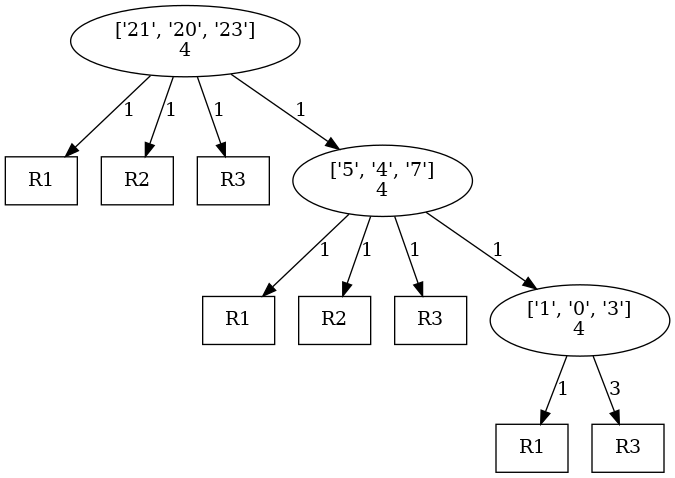 ['21', '20', '23']
4
1 1 1 1
R1 R2 R3
['5', '4', '7']
4
1 1 1 1
R1 R2 R3
['1', '0', '3']
4
1 3
R1 R3